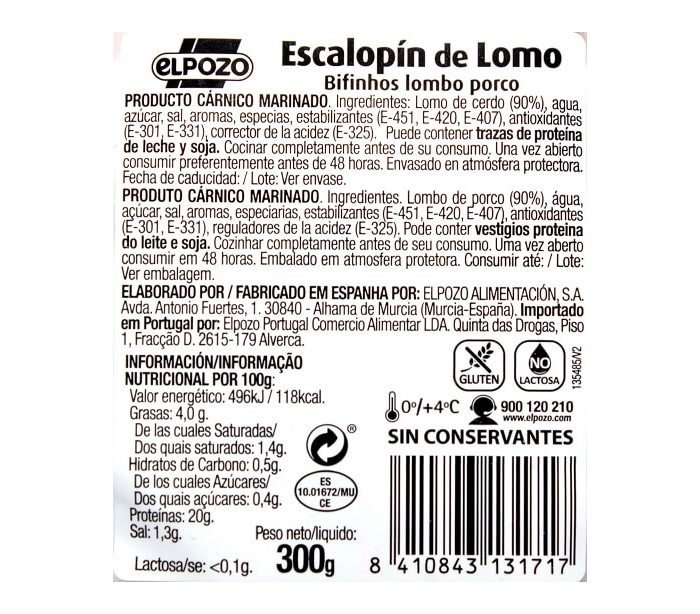 ELPOZO
Escalopín de Lomo
Bifinhos lombo porco
PRODUCTO CÁRNICO MARINADO. Ingredientes: Lomo de cerdo (90%), agua,
azúcar, sal, aromas, especias, estabilizantes (E-451, E-420, E-407), antioxidantes
(E-301, E-331), corrector de la acidez (E-325). Puede contener trazas de proteína
de leche y soja. Cocinar completamente antes de su consumo. Una vez abierto
consumir preferentemente antes de 48 horas. Envasado en atmósfera protectora.
Fecha de caducidad: / Lote: Ver envase.
PRODUTO CÁRNICO MARINADO. Ingredientes. Lombo de porco (90%), água,
açúcar, sal, aromas, especiarias, estabilizantes (E-451, E-420, E-407), antioxidantes
(E-301, E-331), reguladores de la acidez (E-325). Pode conter vestígios proteina
do leite e soja. Cozinhar completamente antes de seu consumo. Uma vez aberto
consumir em 48 horas. Embalado em atmosfera protetora. Consumir até: / Lote:
Ver embalagem.
ELABORADO POR / FABRICADO EM ESPANHA POR: ELPOZO ALIMENTACIÓN, S.A.
Avda. Antonio Fuertes, 1. 30840 - Alhama de Murcia (Murcia-España). Importado
em Portugal por: Elpozo Portugal Comercio Alimentar LDA. Quinta das Drogas, Piso
1, Fracção D. 2615-179 Alverca.
INFORMACIÓN/INFORMAÇÃO
NUTRICIONAL POR 100g:
Valor energético: 496kJ / 118kcal.
Grasas: 4,0 g.
De las cuales Saturadas/
Dos quais saturados: 1,4g.
Hidratos de Carbono: 0,5g.
De los cuales Azúcares/
Dos quais açúcares: 0,4g.
Proteínas: 20g.
Sal: 1,3g.
Lactosa/se: <0,1g.
®
ES
10.01672/MU
CE
Peso neto/liquido:
300g
GLUTEN
NO
LACTOSA
135485/V2
0º/+4ºC
900 120 210
www.elpozo.com
SIN CONSERVANTES
8 410843 131717